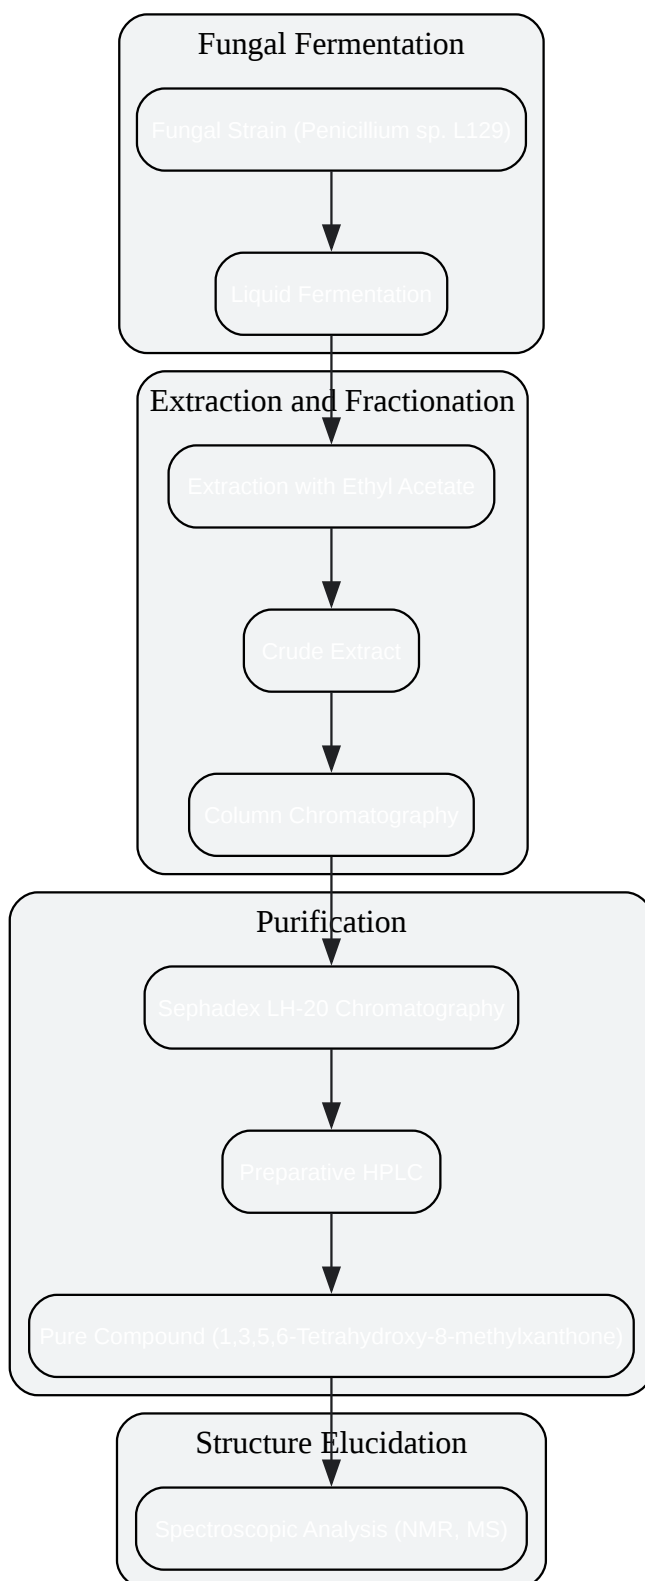 Fungal Fermentation
Fungal Strain (Penicillium sp. L129)
Liquid Fermentation
Extraction and Fractionation
Extraction with Ethyl Acetate
Crude Extract
Column Chromatography
Purification
Sephadex LH-20 Chromatography
Preparative HPLC
Pure Compound (1,3,5,6-Tetrahydroxy-8-methylxanthone)
Structure Elucidation
Spectroscopic Analysis (NMR, MS)